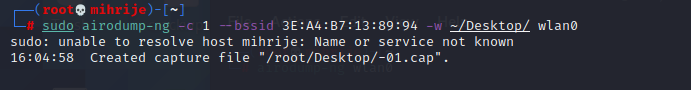 ┌──(root💀mihrije)-[~]
└─# sudo airodump-ng -c 1 --bssid 3E:A4:B7:13:89:94 -w ~/Desktop/ wlan0
sudo: unable to resolve host mihrije: Name or service not known
16:04:58  Created capture file "/root/Desktop/-01.cap".